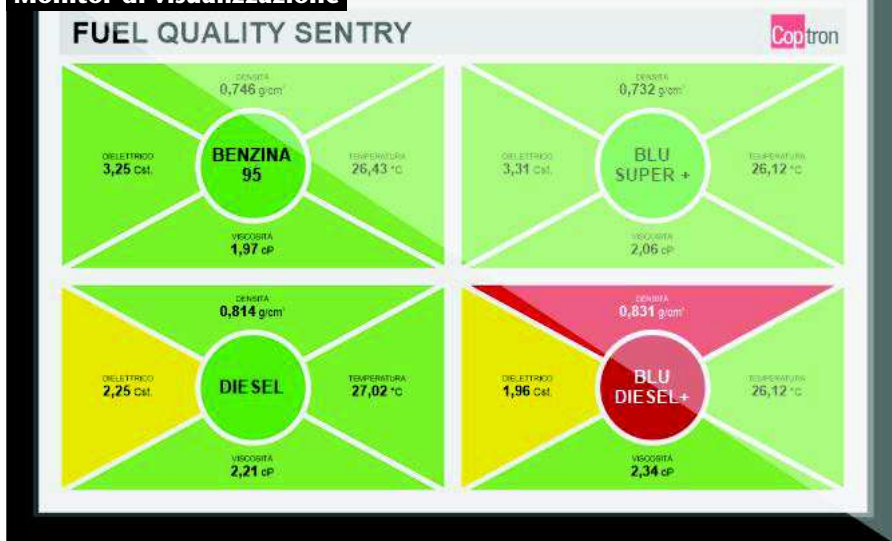 Monitor di visualizzazione
FUEL QUALITY SENTRY
Coptron
DENSITÀ
0,746 g/cm³
DIELETTRICO
3,25 Cst.
BENZINA
95
TEMPERATURA
26,43 °C
VISCOSITÀ
1,97 cP
DENSITÀ
0,732 g/cm³
DIELETTRICO
3,31 Cst.
BLU
SUPER +
TEMPERATURA
26,12 °C
VISCOSITÀ
2,06 cP
DENSITÀ
0,814 g/cm³
DIELETTRICO
2,25 Cst.
DIESEL
TEMPERATURA
27,02 °C
VISCOSITÀ
2,21 cP
DENSITÀ
0,831 g/cm³
DIELETTRICO
1,96 Cst.
BLU
DIESEL+
TEMPERATURA
26,12 °C
VISCOSITÀ
2,34 cP